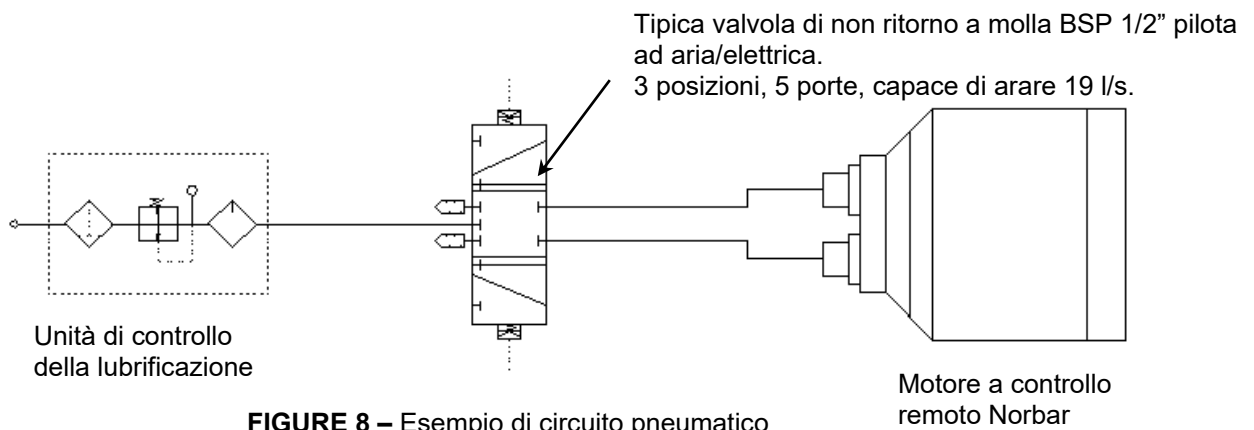 Tipica valvola di non ritorno a molla BSP 1/2” pilota
ad aria/elettrica.
3 posizioni, 5 porte, capace di arare 19 l/s.
Unità di controllo
della lubrificazione
Motore a controllo
remoto Norbar
FIGURE 8 – Esempio di circuito pneumatico